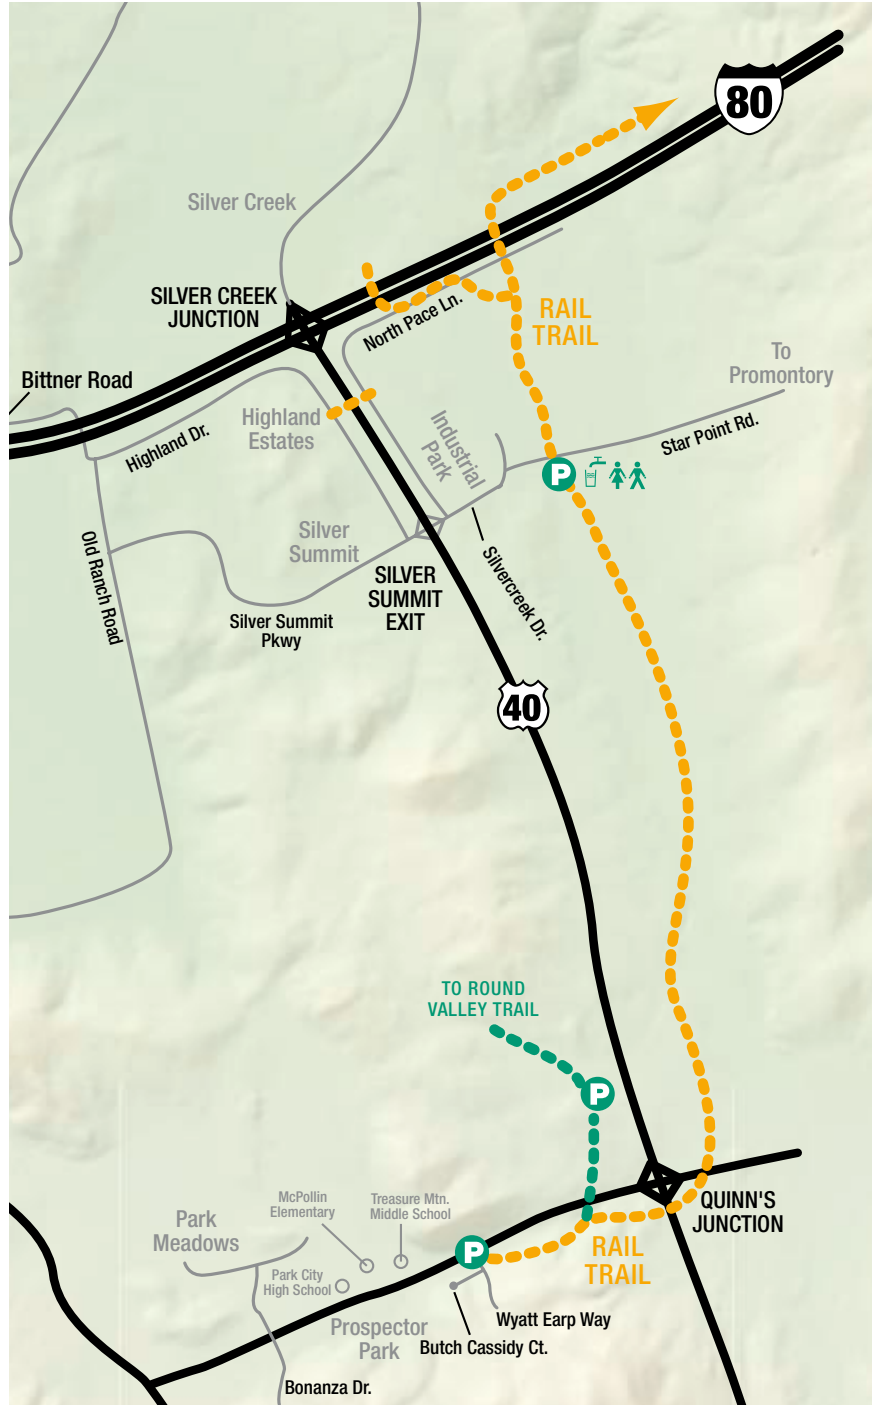 80
Silver Creek
SILVER CREEK
JUNCTION
North Pace Ln.
RAIL
TRAIL
To
Promontory
Bittner Road
Highland
Estates
Highland Dr.
Industrial
Park
Star Point Rd.
P
Silver
Summit
Old Ranch Road
SILVER
SUMMIT
EXIT
Silvercreek Dr.
Silver Summit
Pkwy
40
TO ROUND
VALLEY TRAIL
P
McPollin
Elementary
Treasure Mtn.
Middle School
Park
Meadows
QUINN'S
JUNCTION
P
RAIL
TRAIL
Park City
High School
Wyatt Earp Way
Prospector
Park
Butch Cassidy Ct.
Bonanza Dr.